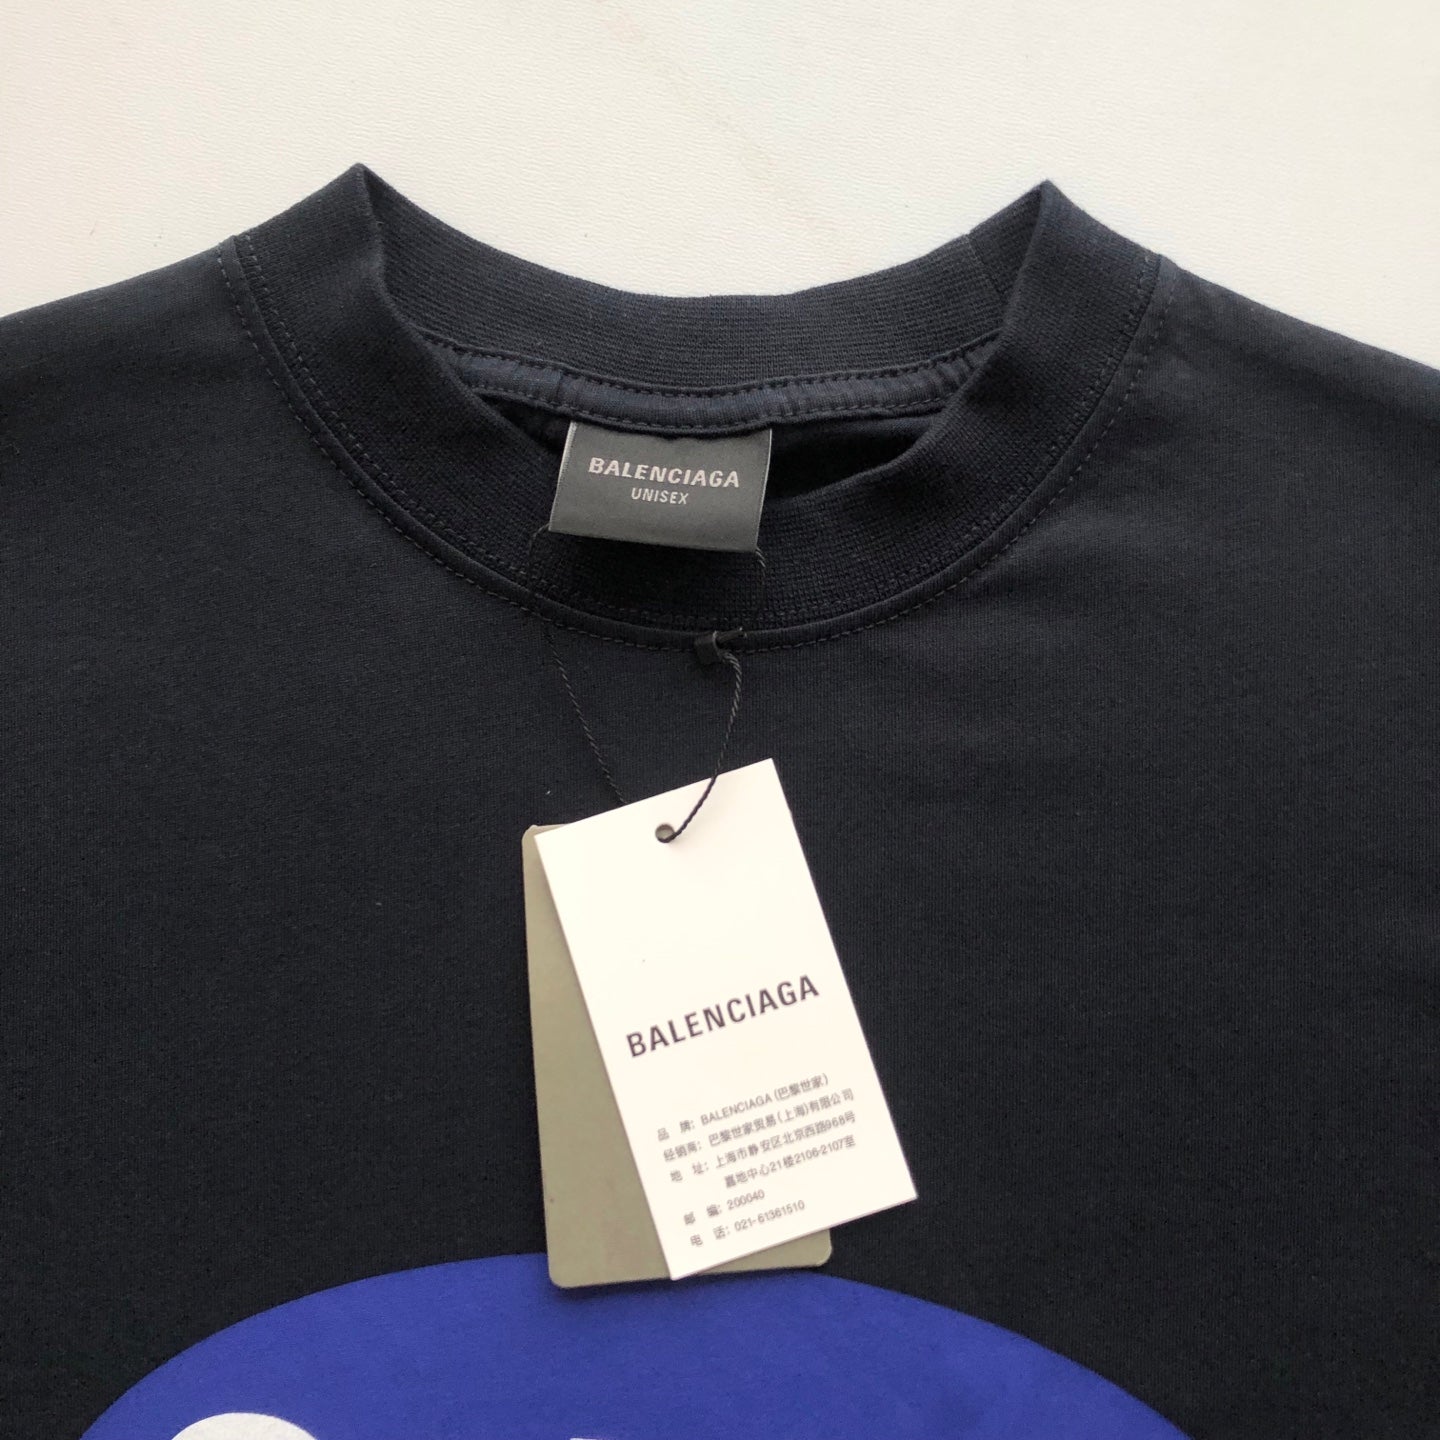 BALENCIAGA
UNISEX
BALENCIAGA
品 牌: BALENCIAGA (巴黎世家)
经销商: 巴黎世家贸易(上海)有限公司
地 址: 上海市静安区北京西路968号
嘉地中心21楼2106-2107室
邮 编: 200040
电 话: 021-61361510